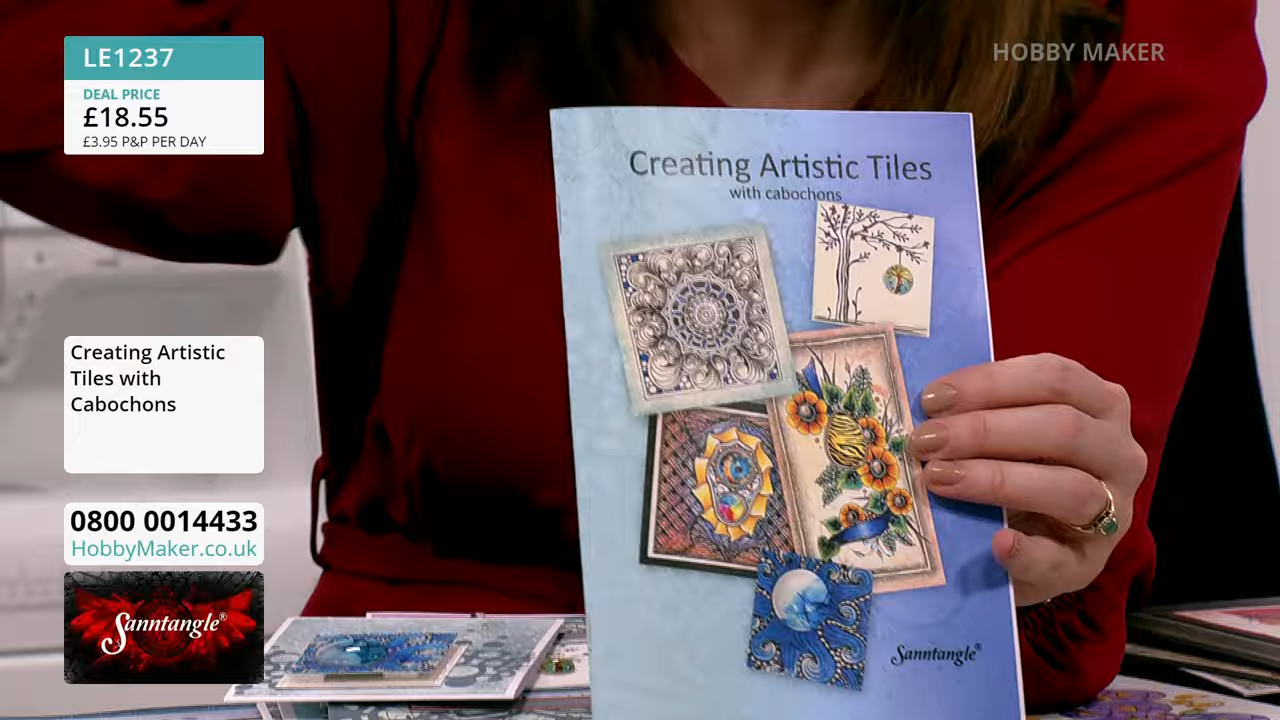 LE1237
DEAL PRICE
£18.55
£3.95 P&P PER DAY
HOBBY MAKER
Creating Artistic Tiles
with cabochons
Creating Artistic
Tiles with
Cabochons
0800 0014433
HobbyMaker.co.uk
Sanntangle®
Sanntangle®